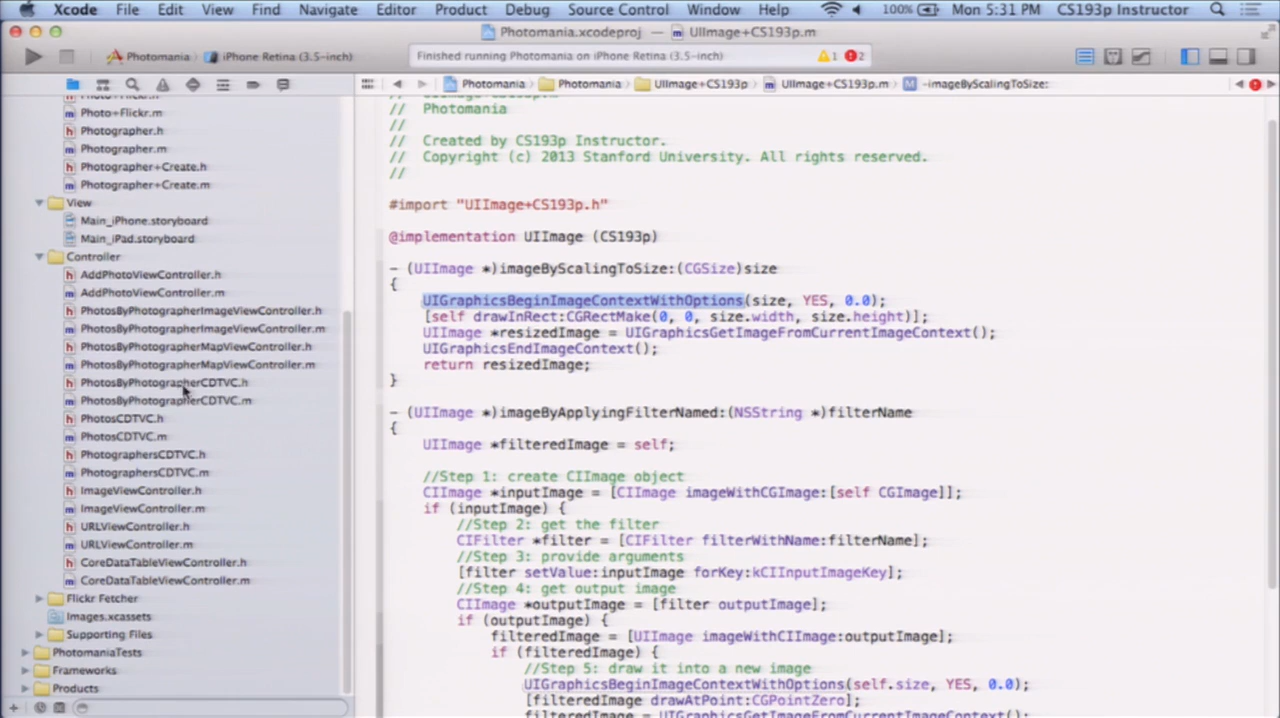 Xcode File Edit View Find Navigate Editor Product Debug Source Control Window Help 100% Mon 5:31 PM CS193p Instructor
Photomania.xcodeproj — UIImage+CS193p.m
Photomania iPhone Retina (3.5-inch) Finished running Photomania on iPhone Retina (3.5-inch) 1 2
Photomania Photomania UIImage+CS193p UIImage+CS193p.m M -imageByScalingToSize:
Photo+Flickr.h
Photo+Flickr.m
Photographer.h
Photographer.m
Photographer+Create.h
Photographer+Create.m
View
Main_iPhone.storyboard
Main_iPad.storyboard
Controller
AddPhotoViewController.h
AddPhotoViewController.m
PhotosByPhotographerImageViewController.h
PhotosByPhotographerImageViewController.m
PhotosByPhotographerMapViewController.h
PhotosByPhotographerMapViewController.m
PhotosByPhotographerCDTVC.h
PhotosByPhotographerCDTVC.m
PhotosCDTVC.h
PhotosCDTVC.m
PhotographersCDTVC.h
PhotographersCDTVC.m
ImageViewController.h
ImageViewController.m
URLViewController.h
URLViewController.m
CoreDataTableViewController.h
CoreDataTableViewController.m
Flickr Fetcher
Images.xcassets
Supporting Files
PhotomaniaTests
Frameworks
Products
// UIImage+CS193p.m
// Photomania
//
// Created by CS193p Instructor.
// Copyright (c) 2013 Stanford University. All rights reserved.
//
#import "UIImage+CS193p.h"
@implementation UIImage (CS193p)
- (UIImage *)imageByScalingToSize:(CGSize)size
{
UIGraphicsBeginImageContextWithOptions(size, YES, 0.0);
[self drawInRect:CGRectMake(0, 0, size.width, size.height)];
UIImage *resizedImage = UIGraphicsGetImageFromCurrentImageContext();
UIGraphicsEndImageContext();
return resizedImage;
}
- (UIImage *)imageByApplyingFilterNamed:(NSString *)filterName
{
UIImage *filteredImage = self;
//Step 1: create CIImage object
CIImage *inputImage = [CIImage imageWithCGImage:[self CGImage]];
if (inputImage) {
//Step 2: get the filter
CIFilter *filter = [CIFilter filterWithName:filterName];
//Step 3: provide arguments
[filter setValue:inputImage forKey:kCIInputImageKey];
//Step 4: get output image
CIImage *outputImage = [filter outputImage];
if (outputImage) {
filteredImage = [UIImage imageWithCIImage:outputImage];
if (filteredImage) {
//Step 5: draw it into a new image
UIGraphicsBeginImageContextWithOptions(self.size, YES, 0.0);
[filteredImage drawAtPoint:CGPointZero];
filteredImage = UIGraphicsGetImageFromCurrentImageContext();